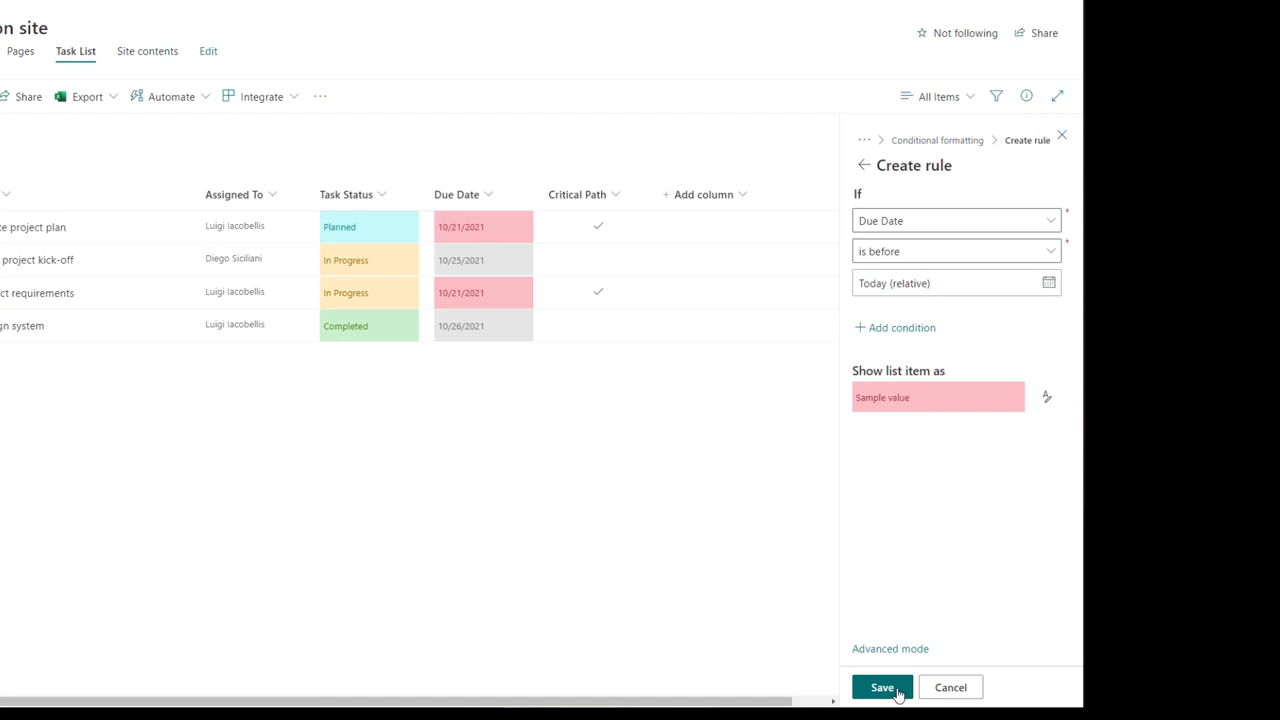 on site
Pages Task List Site contents Edit
Not following Share
Share Export Automate Integrate ...
All Items
... > Conditional formatting > Create rule
Create rule
If
Due Date *
is before *
Today (relative)
+ Add condition
Show list item as
Sample value
Advanced mode
Save Cancel
Assigned To Task Status Due Date Critical Path + Add column
te project plan Luigi Iacobellis Planned 10/21/2021 ✓
project kick-off Diego Siciliani In Progress 10/25/2021
ct requirements Luigi Iacobellis In Progress 10/21/2021 ✓
gn system Luigi Iacobellis Completed 10/26/2021